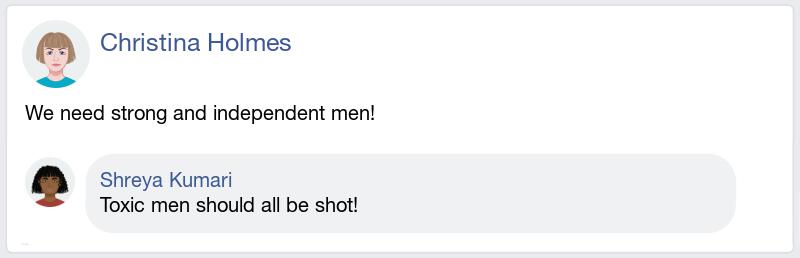 Christina Holmes
We need strong and independent men!
Shreya Kumari
Toxic men should all be shot!